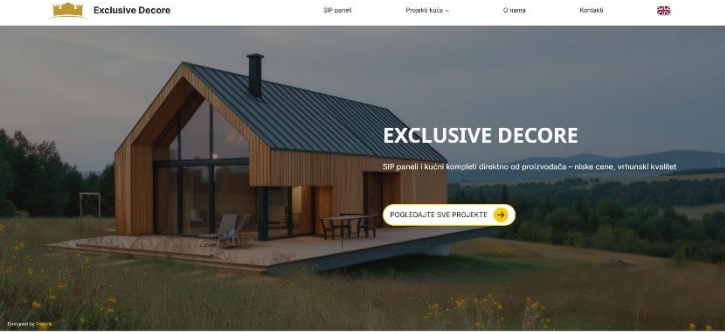 Exclusive Decore
SIP paneli
Projekti kuća
O nama
Kontakti
EXCLUSIVE DECORE
SIP paneli i kućni kompleti direktno od proizvođača – niske cene, vrhunski kvalitet
POGLEDAJTE SVE PROJEKTE
Designed by Freepik